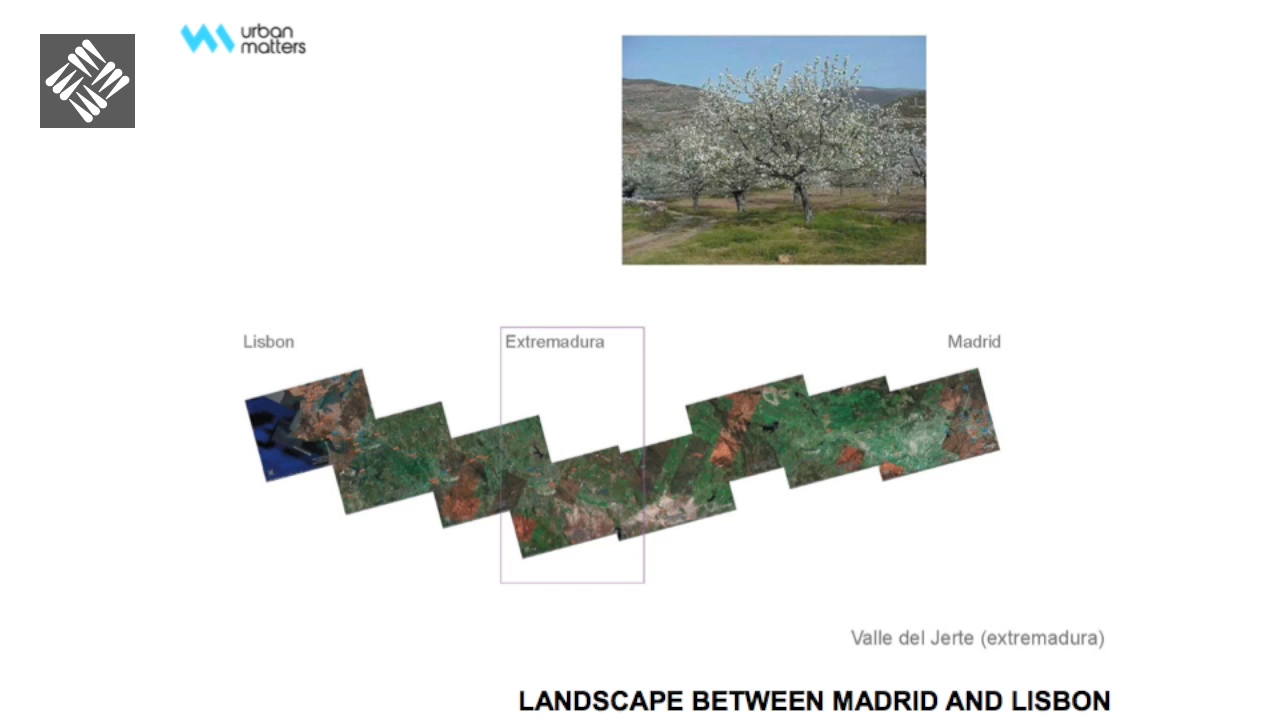 urban
matters
Lisbon
Extremadura
Madrid
Valle del Jerte (extremadura)
LANDSCAPE BETWEEN MADRID AND LISBON